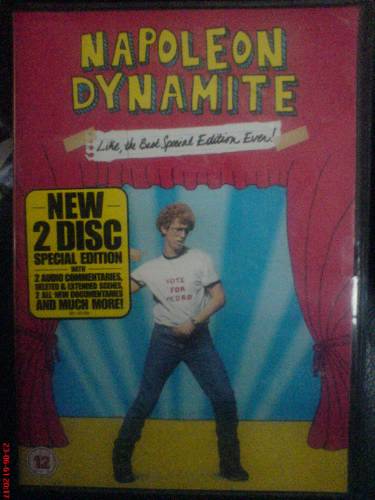 NAPOLEON
DYNAMITE
Like, the Best Special Edition Ever!
NEW
2 DISC
SPECIAL EDITION
WITH
2 AUDIO COMMENTARIES,
DELETED & EXTENDED SCENES,
2 ALL NEW DOCUMENTARIES
AND MUCH MORE!
VOTE
FOR
PEDRO
12